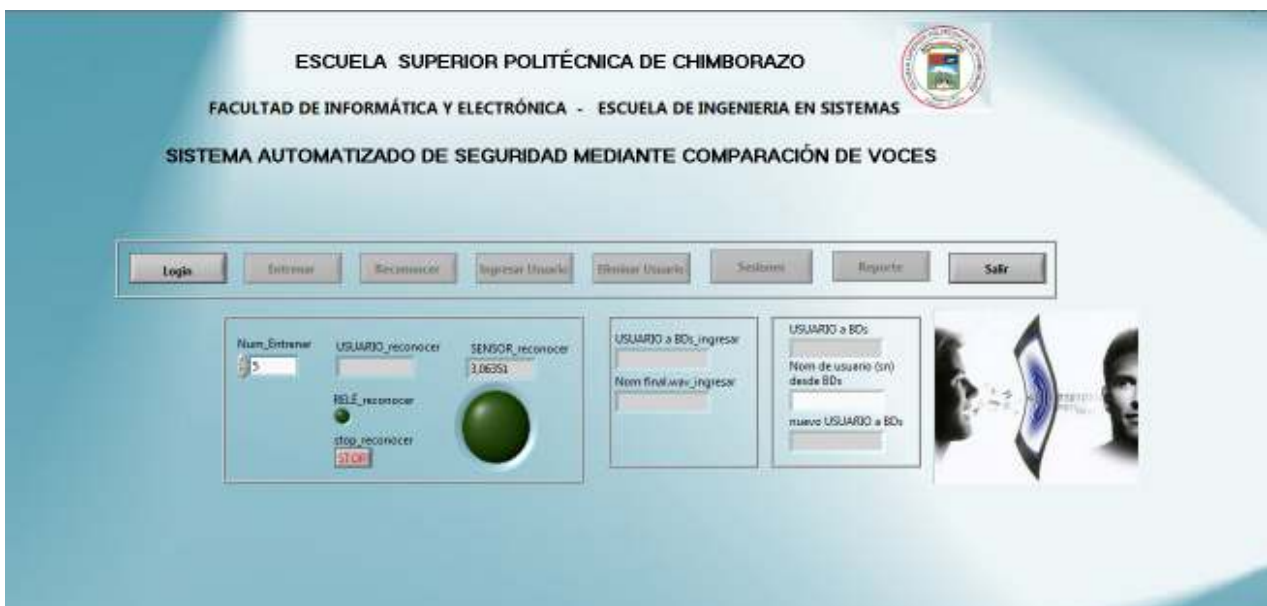 ESCUELA SUPERIOR POLITÉCNICA DE CHIMBORAZO
FACULTAD DE INFORMÁTICA Y ELECTRÓNICA - ESCUELA DE INGENIERIA EN SISTEMAS
SISTEMA AUTOMATIZADO DE SEGURIDAD MEDIANTE COMPARACIÓN DE VOCES
Login Entrenar Reconocer Ingresar Usuario Eliminar Usuario Sesiones Reporte Salir
Num_Entrenar USUARIO_reconocer SENSOR_reconocer
5 3,06351
RELÉ_reconocer
stop_reconocer
STOP
USUARIO a BDs_ingresar
Nom final.wav_ingresar
USUARIO a BDs
Nom de usuario (sn)
desde BDs
nuevo USUARIO a BDs